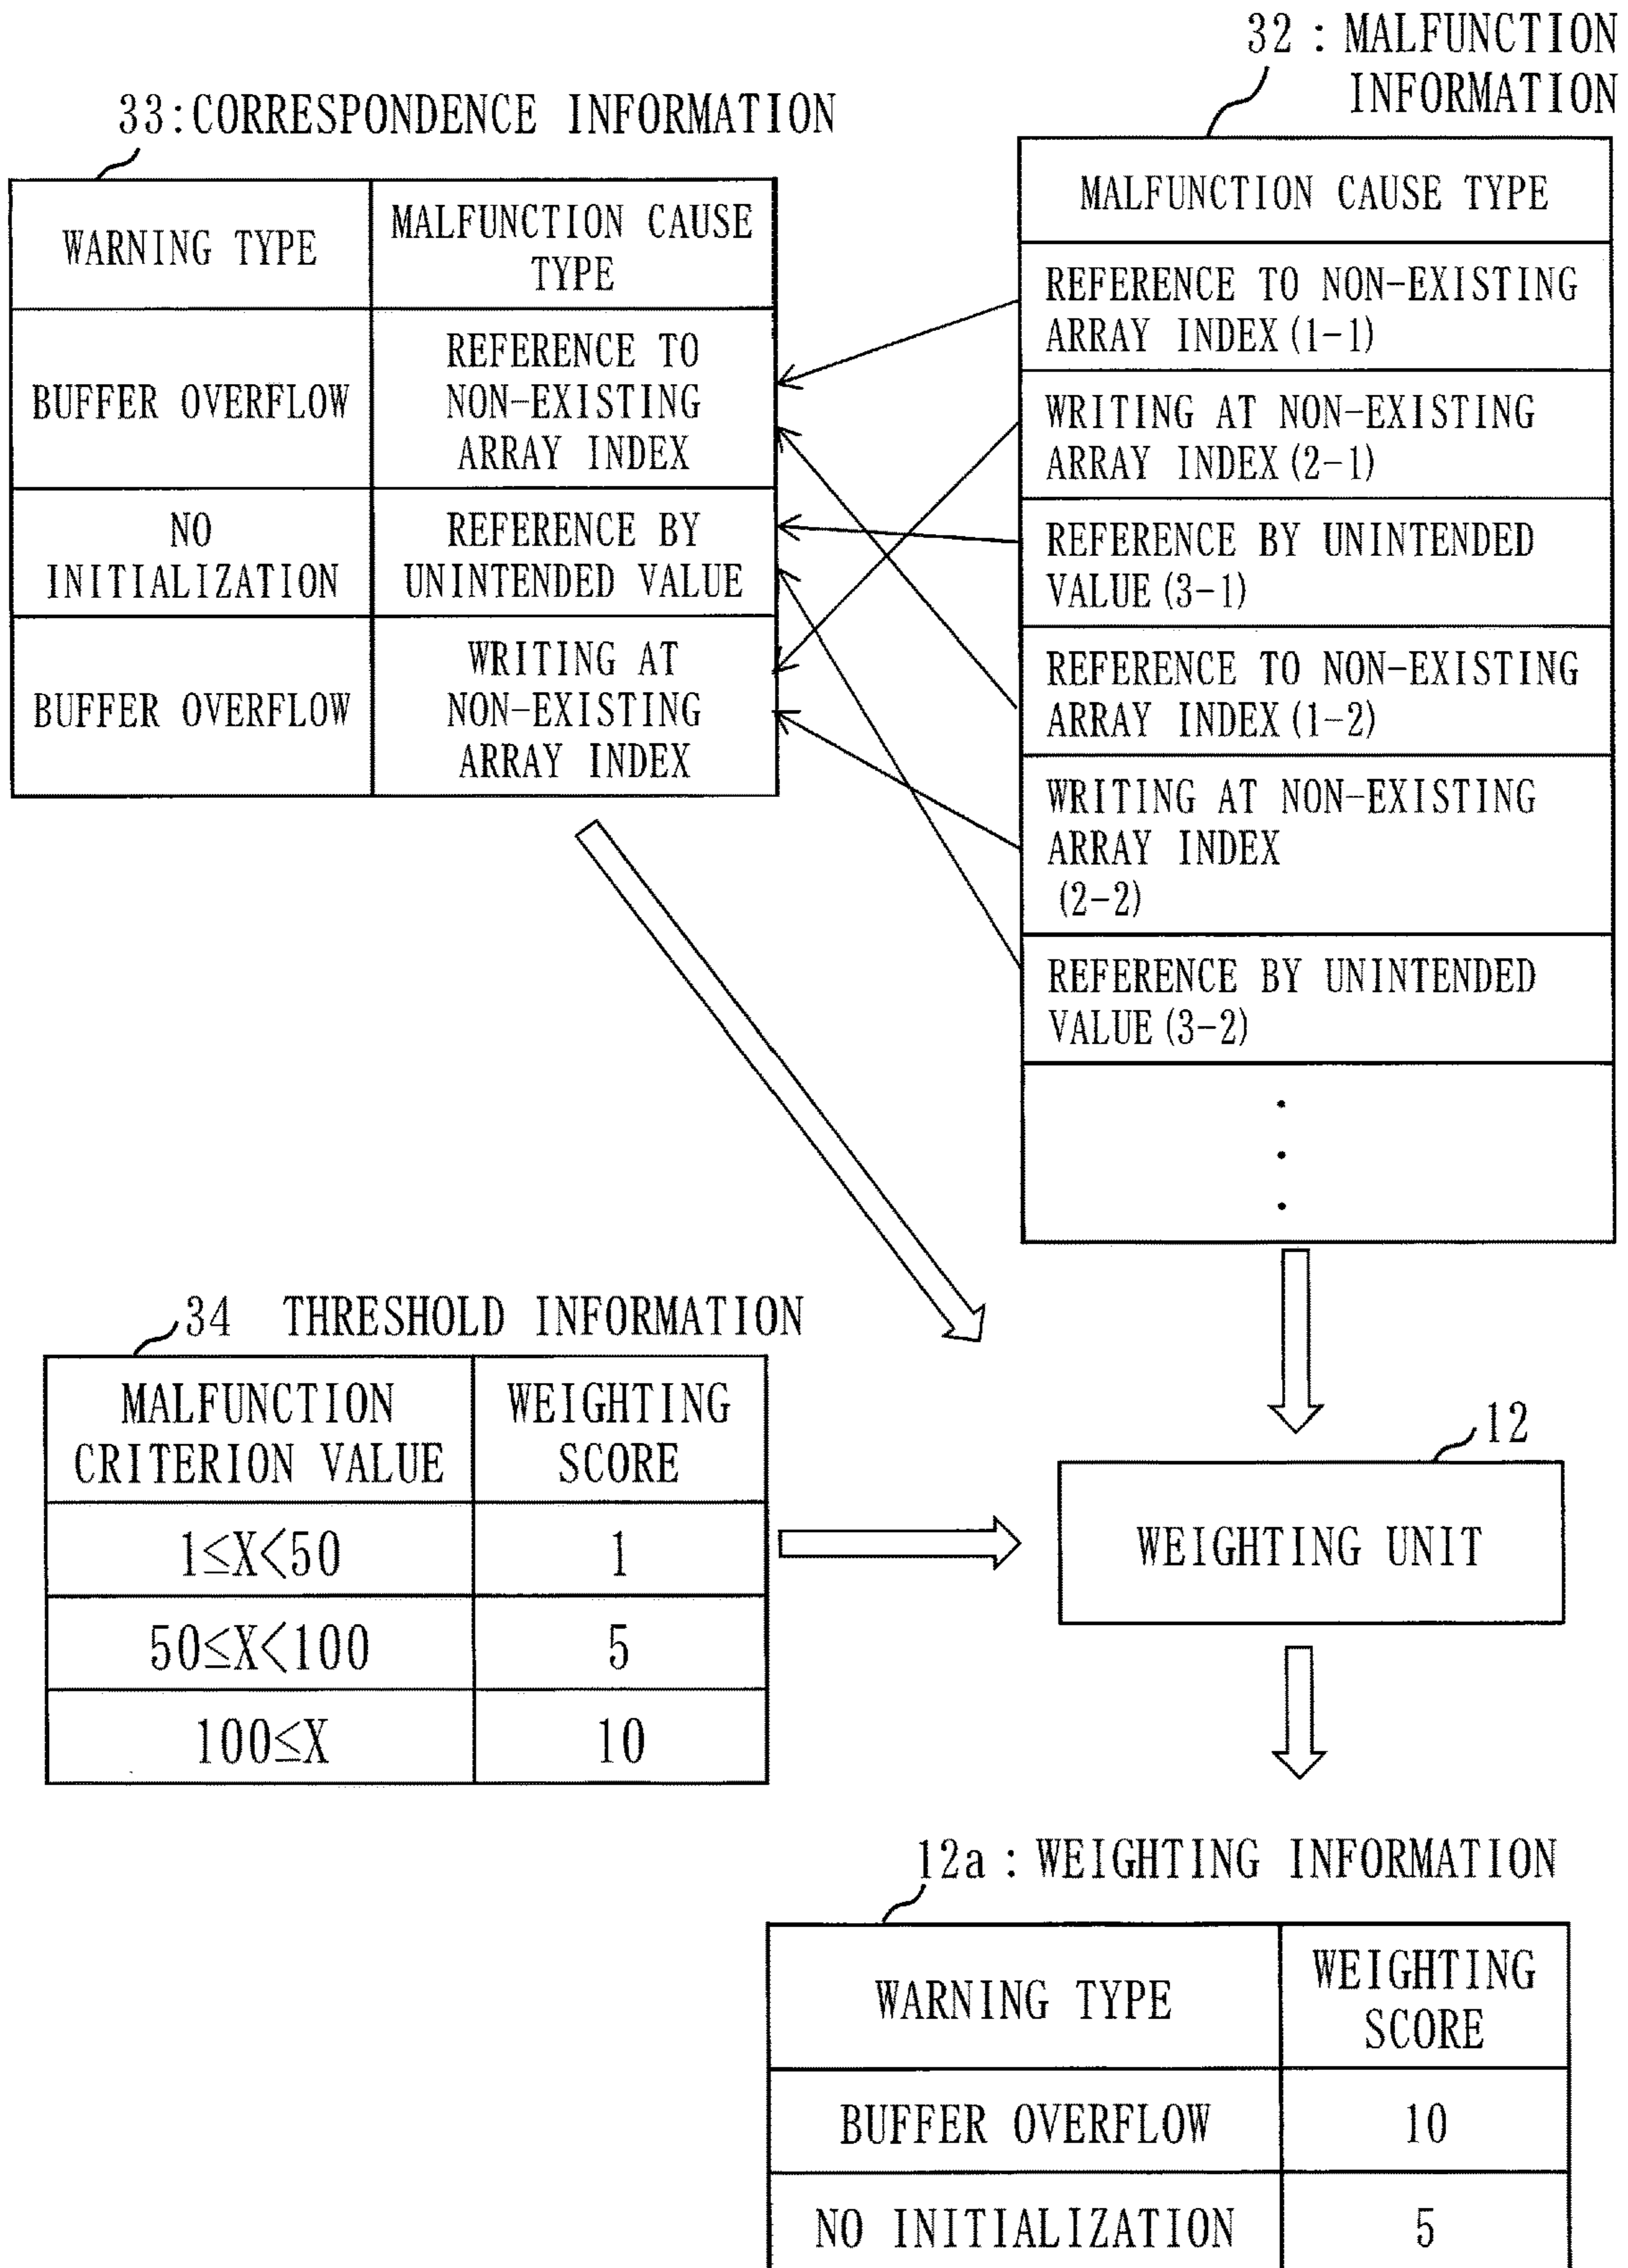 32 : MALFUNCTION
INFORMATION
33:CORRESPONDENCE INFORMATION
WARNING TYPE
MALFUNCTION CAUSE
TYPE
BUFFER OVERFLOW
REFERENCE TO
NON-EXISTING
ARRAY INDEX
NO
INITIALIZATION
REFERENCE BY
UNINTENDED VALUE
BUFFER OVERFLOW
WRITING AT
NON-EXISTING
ARRAY INDEX
MALFUNCTION CAUSE TYPE
REFERENCE TO NON-EXISTING
ARRAY INDEX(1-1)
WRITING AT NON-EXISTING
ARRAY INDEX(2-1)
REFERENCE BY UNINTENDED
VALUE(3-1)
REFERENCE TO NON-EXISTING
ARRAY INDEX(1-2)
WRITING AT NON-EXISTING
ARRAY INDEX
(2-2)
REFERENCE BY UNINTENDED
VALUE(3-2)
34 THRESHOLD INFORMATION
MALFUNCTION
CRITERION VALUE
WEIGHTING
SCORE
1≤X<50
1
50≤X<100
5
100≤X
10
12
WEIGHTING UNIT
12a : WEIGHTING INFORMATION
WARNING TYPE
WEIGHTING
SCORE
BUFFER OVERFLOW
10
NO INITIALIZATION
5